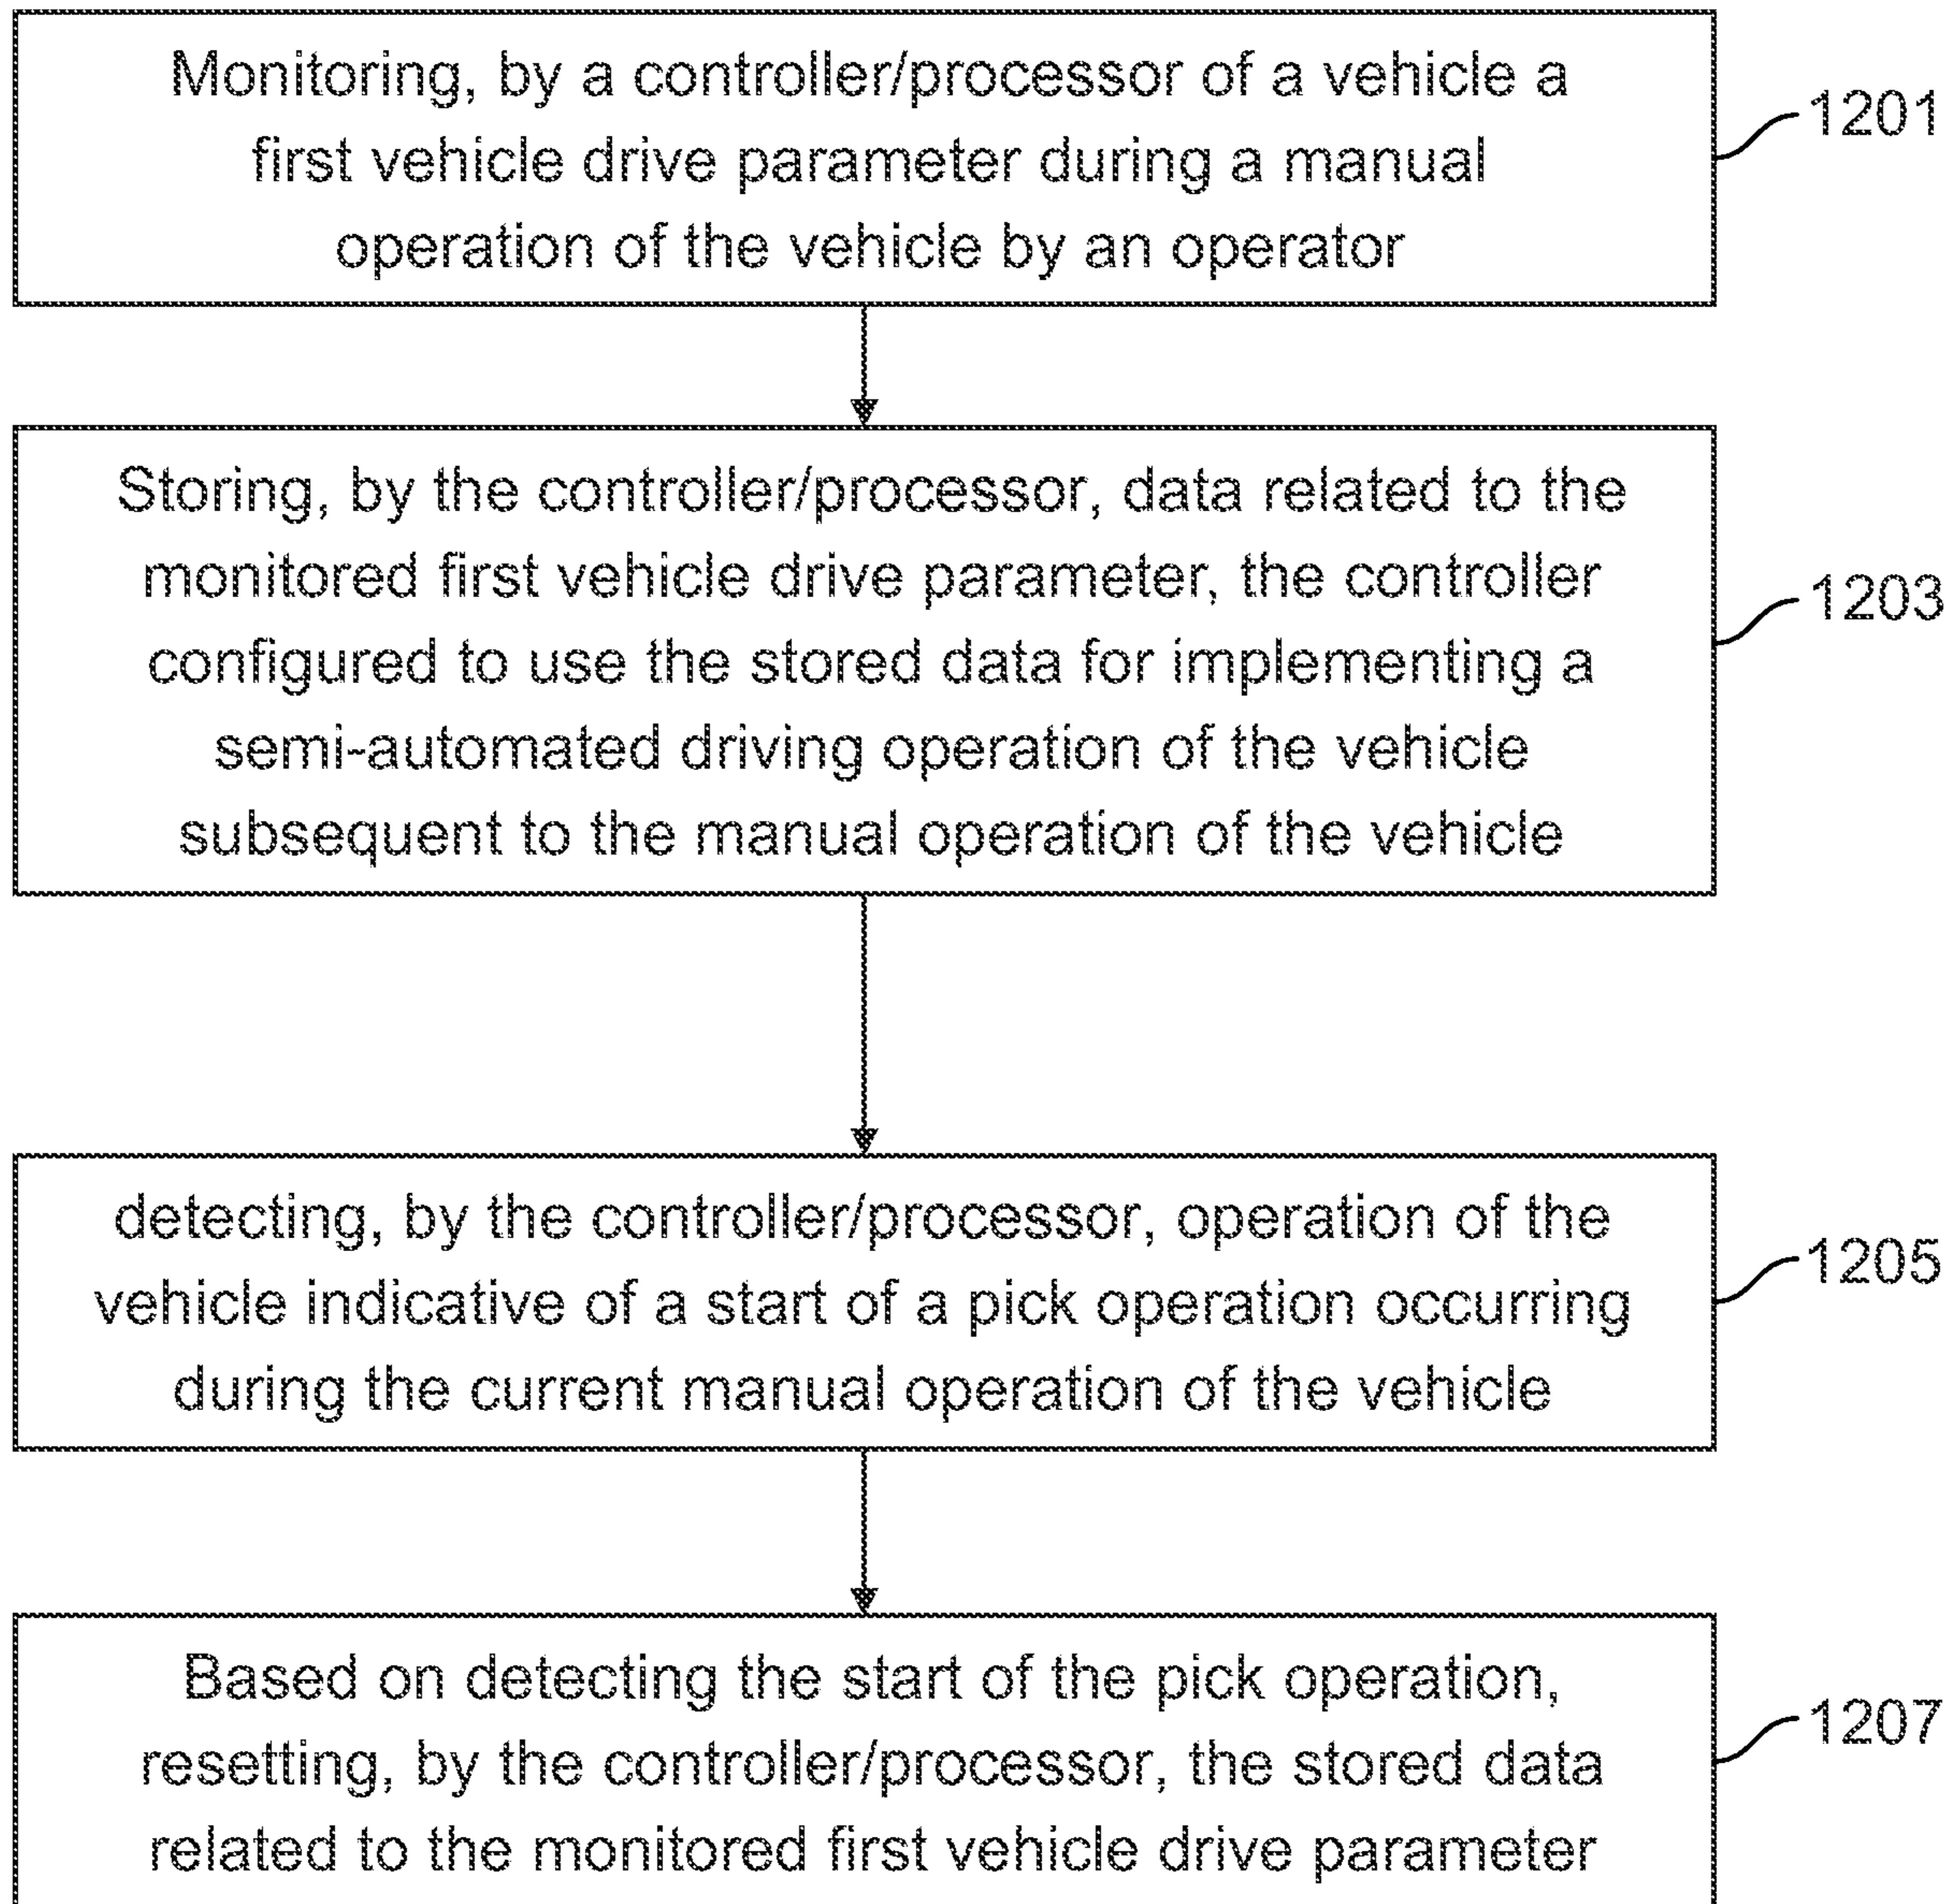 Monitoring, by a controller/processor of a vehicle a
first vehicle drive parameter during a manual
operation of the vehicle by an operator
1201
Storing, by the controller/processor, data related to the
monitored first vehicle drive parameter, the controller
configured to use the stored data for implementing a
semi-automated driving operation of the vehicle
subsequent to the manual operation of the vehicle
1203
detecting, by the controller/processor, operation of the
vehicle indicative of a start of a pick operation occurring
during the current manual operation of the vehicle
1205
Based on detecting the start of the pick operation,
resetting, by the controller/processor, the stored data
related to the monitored first vehicle drive parameter
1207